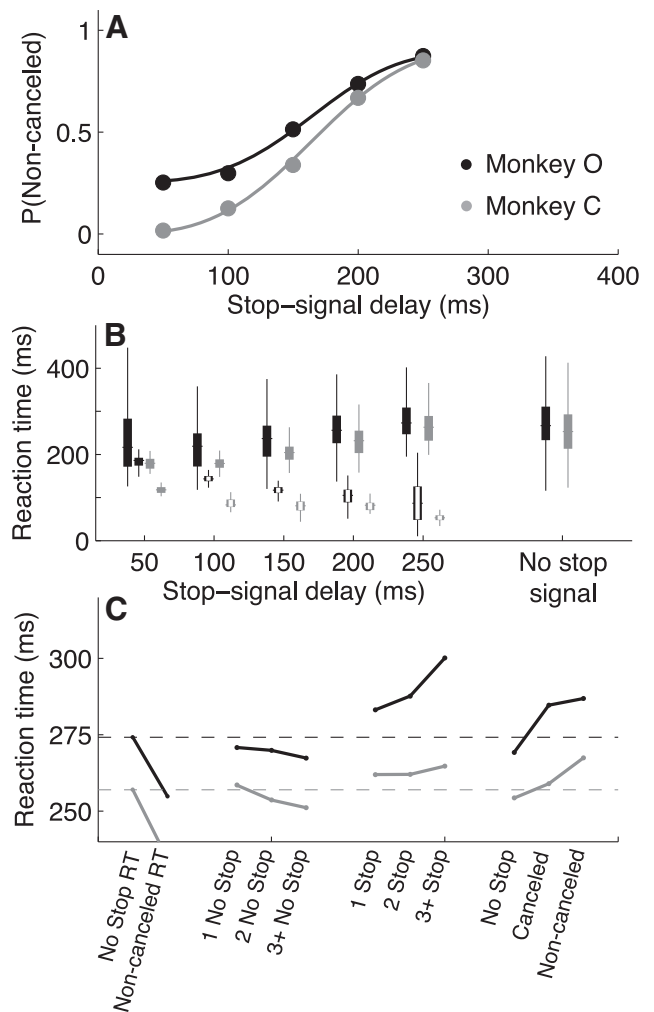 A
P(Non-canceled)
1
0.5
0
Monkey O
Monkey C
0 100 200 300 400
Stop–signal delay (ms)
B
Reaction time (ms)
400
200
0
50 100 150 200 250
No stop
signal
Stop–signal delay (ms)
C
Reaction time (ms)
300
275
250
No Stop RT
Non-canceled RT
1 No Stop
2 No Stop
3+ No Stop
1 Stop
2 Stop
3+ Stop
No Stop
Canceled
Non-canceled